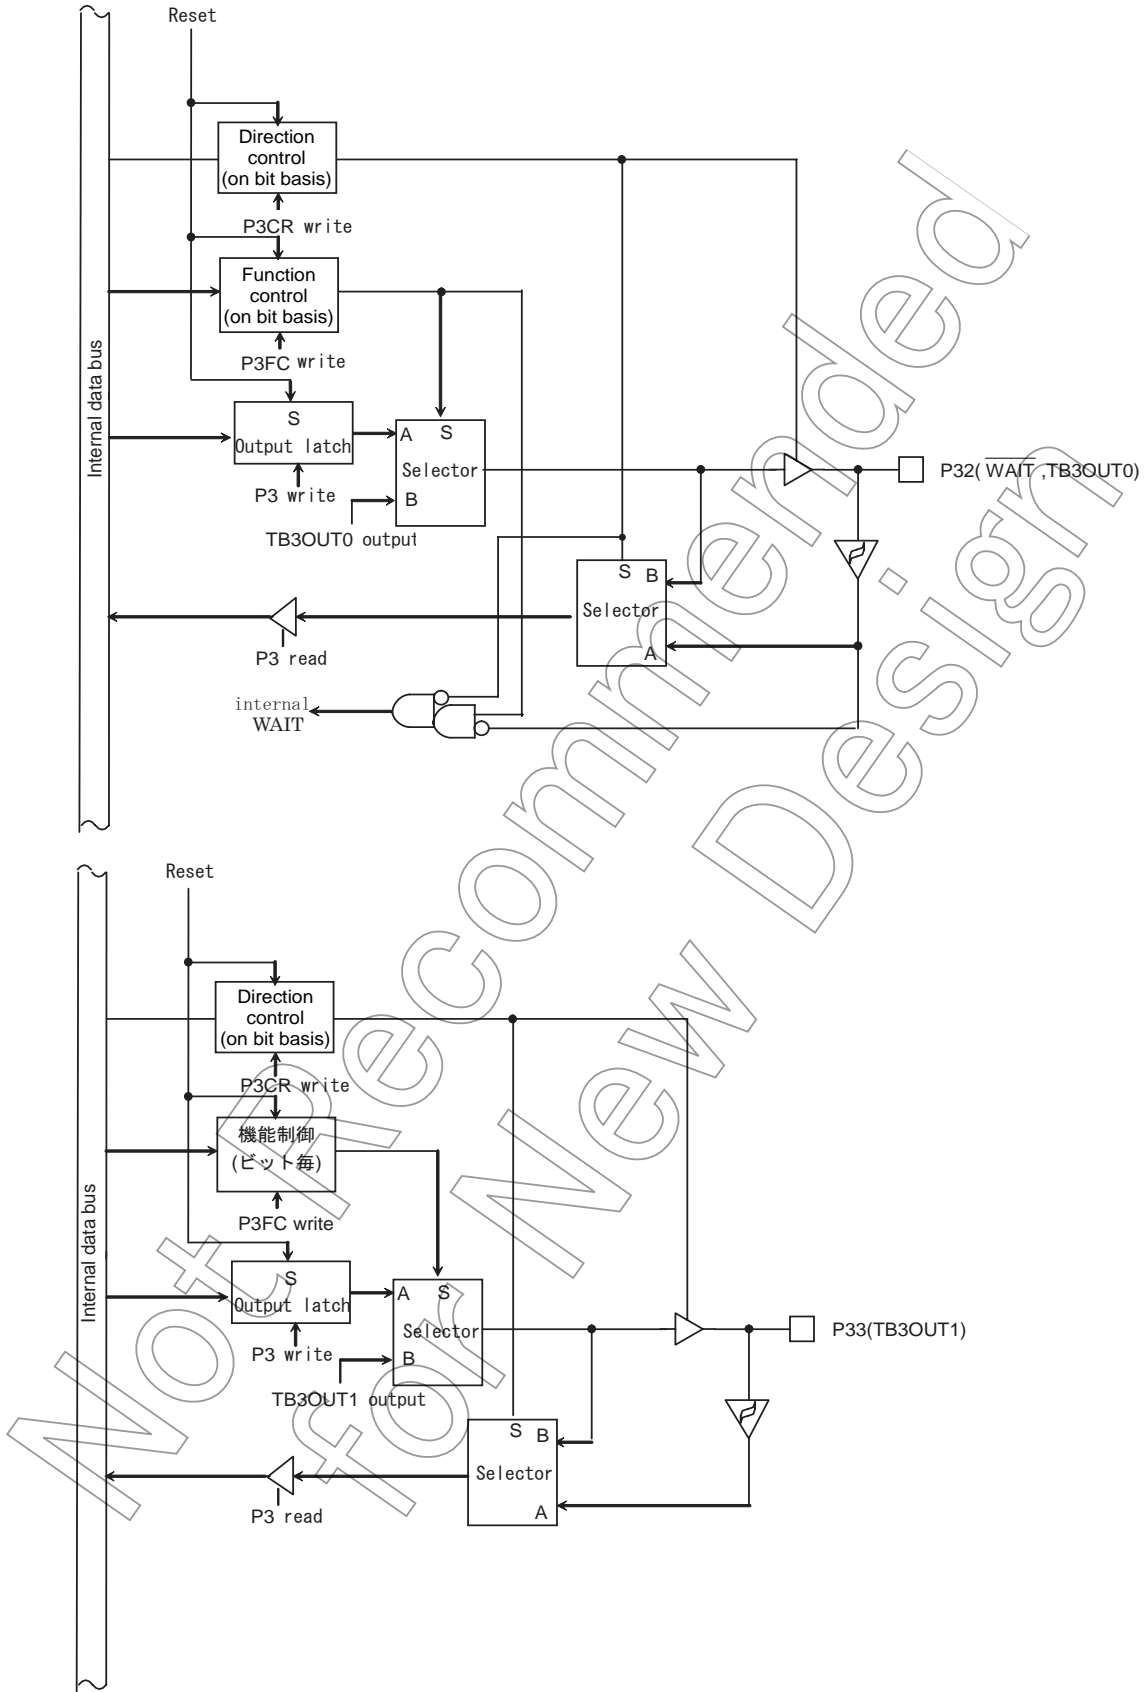 Reset
Direction
control
(on bit basis)
P3CR write
Function
control
(on bit basis)
P3FC write
Internal data bus
S
Output latch
A S
Selector
B
P3 write
TB3OUT0 output
P32( WAIT ,TB3OUT0)
S B
Selector
A
P3 read
internal
WAIT
Reset
Direction
control
(on bit basis)
P3CR write
機能制御
(ビット毎)
P3FC write
Internal data bus
S
Output latch
A S
Selector
B
P3 write
TB3OUT1 output
P33(TB3OUT1)
S B
Selector
A
P3 read
Not Recommended
for New Design